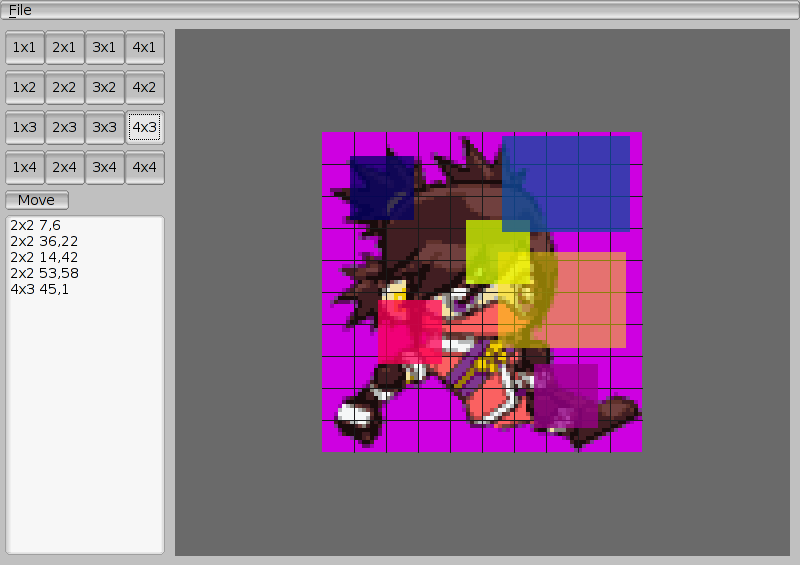 File
1x1 2x1 3x1 4x1
1x2 2x2 3x2 4x2
1x3 2x3 3x3 4x3
1x4 2x4 3x4 4x4
Move
2x2 7,6
2x2 36,22
2x2 14,42
2x2 53,58
4x3 45,1